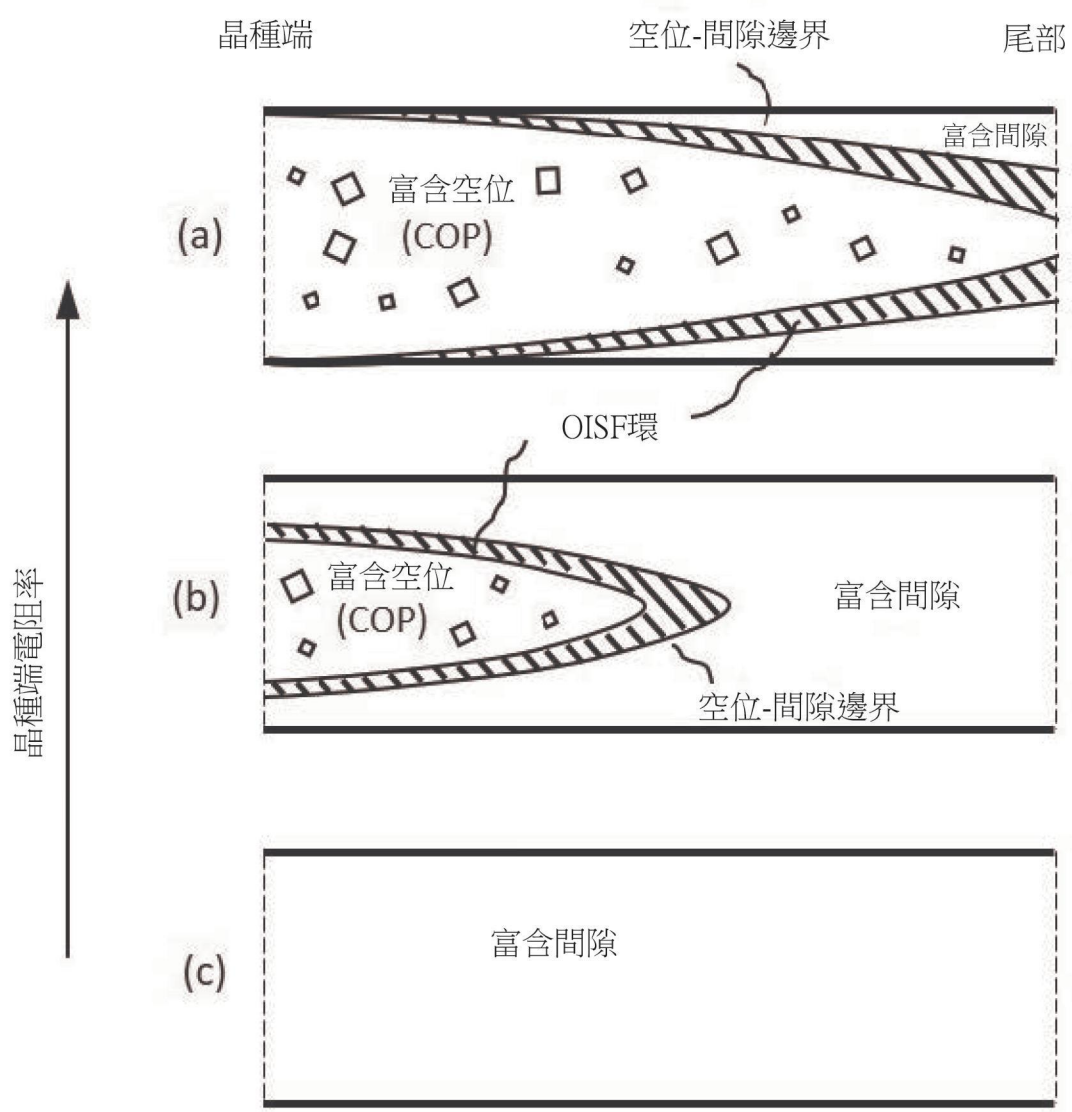 晶種端
空位-間隙邊界
尾部
富含間隙
富含空位
(COP)
(a)
OISF環
富含空位
(COP)
(b)
富含間隙
空位-間隙邊界
晶種端電阻率
富含間隙
(c)